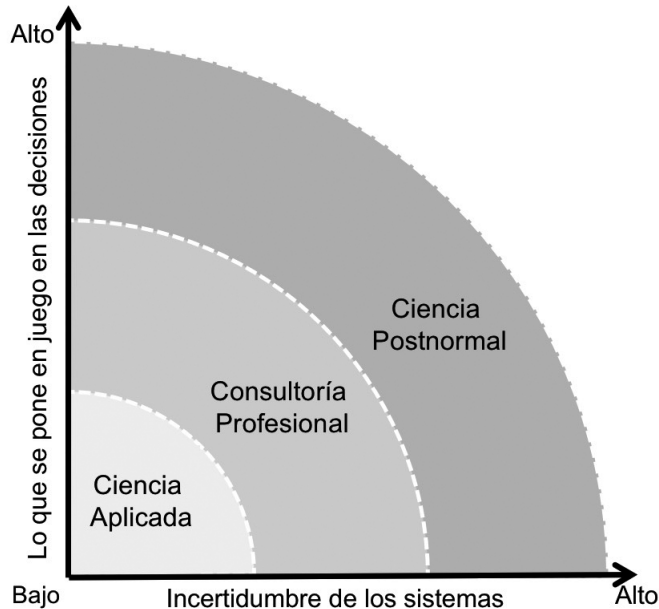 Alto
Lo que se pone en juego en las decisiones
Ciencia
Postnormal
Consultoría
Profesional
Ciencia
Aplicada
Bajo
Incertidumbre de los sistemas
Alto